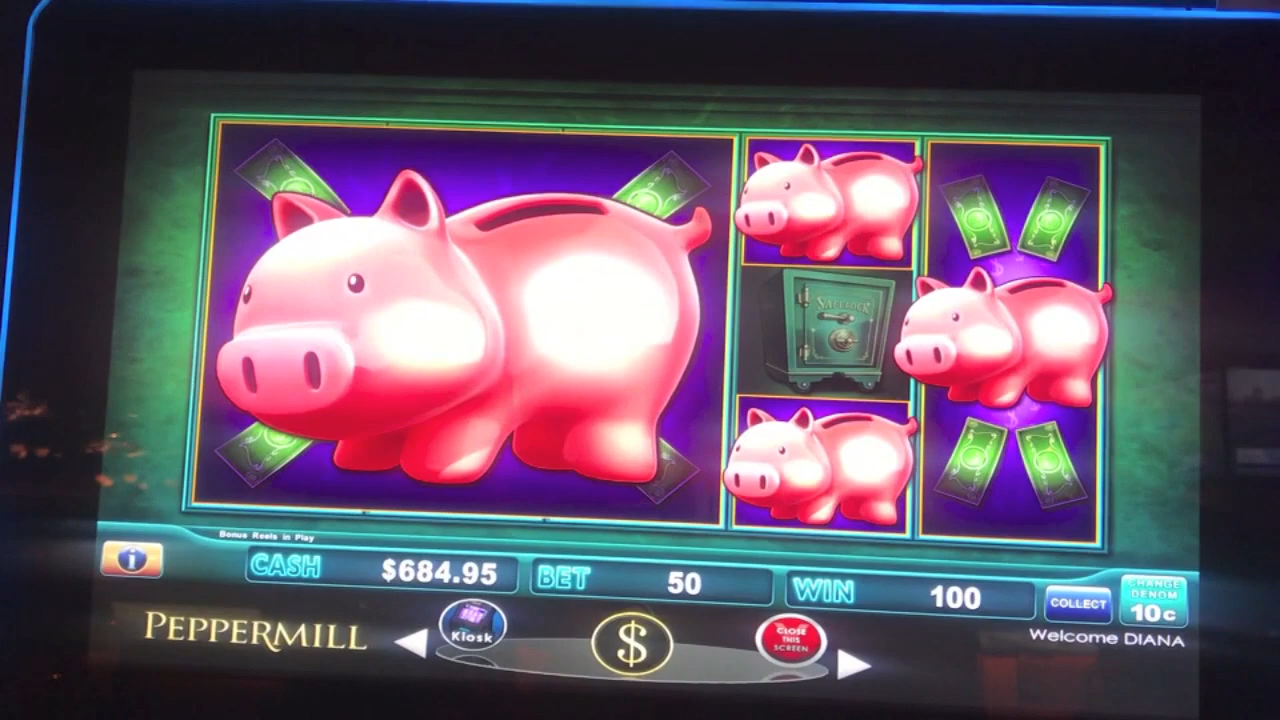 SAFELOCK
Bonus Reels in Play
i
CASH $684.95 BET 50 WIN 100
COLLECT
CHANGE
DENOM
10¢
PEPPERMILL
Kiosk
$
CLOSE
THIS
SCREEN
Welcome DIANA